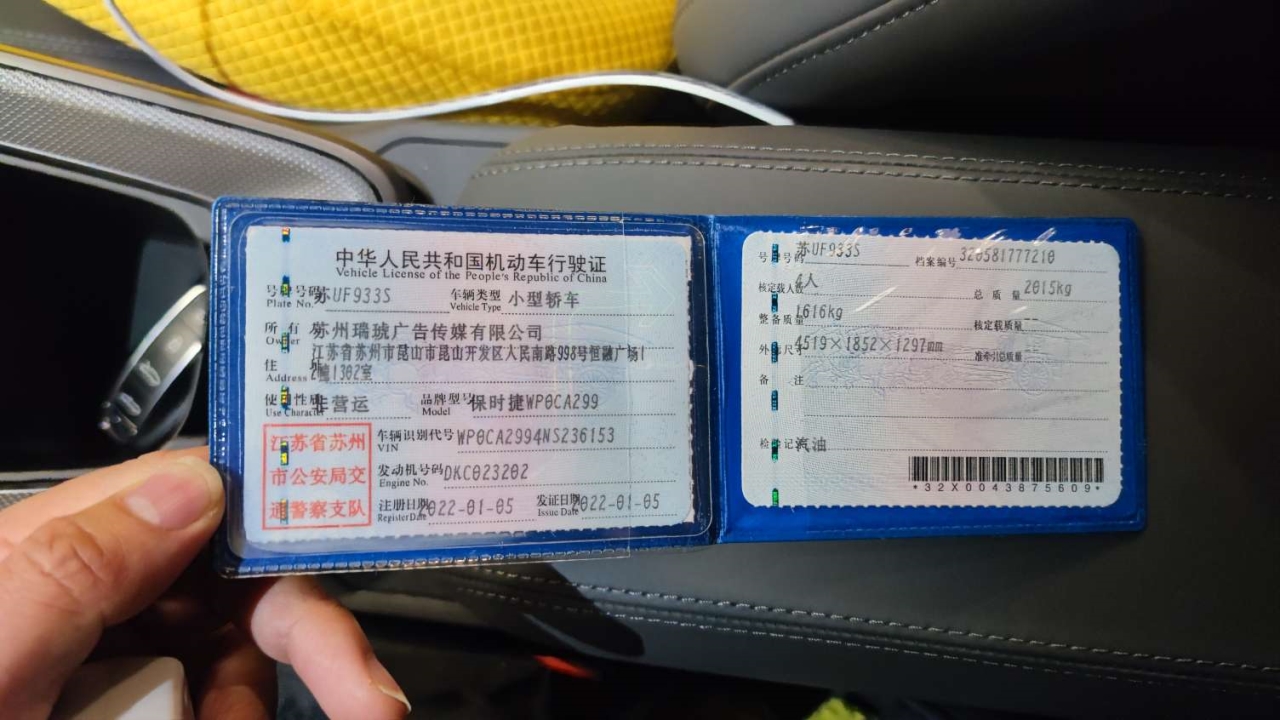 中华人民共和国机动车行驶证
Vehicle License of the People's Republic of China
号牌号码 苏UF933S 车辆类型 小型轿车
Plate No. Vehicle Type
所有人 苏州瑞琥广告传媒有限公司
Owner
江苏省苏州市昆山市昆山开发区人民南路998号恒融广场1
住址 2幢1302室
Address
使用性质 非营运 品牌型号 保时捷WP0CA299
Use Character Model
江苏省苏州
市公安局交
通警察支队
车辆识别代号 WP0CA2994NS236153
VIN
发动机号码 DKC023202
Engine No.
注册日期 2022-01-05 发证日期 2022-01-05
Register Date Issue Date
号牌号码 苏UF933S 档案编号 320581777210
核定载人数 4人 总质量 2015kg
整备质量 1616kg 核定载质量 --
外廓尺寸 4519×1852×1297mm 准牵引总质量 --
备注
检验记录 汽油
*32X0043875609*